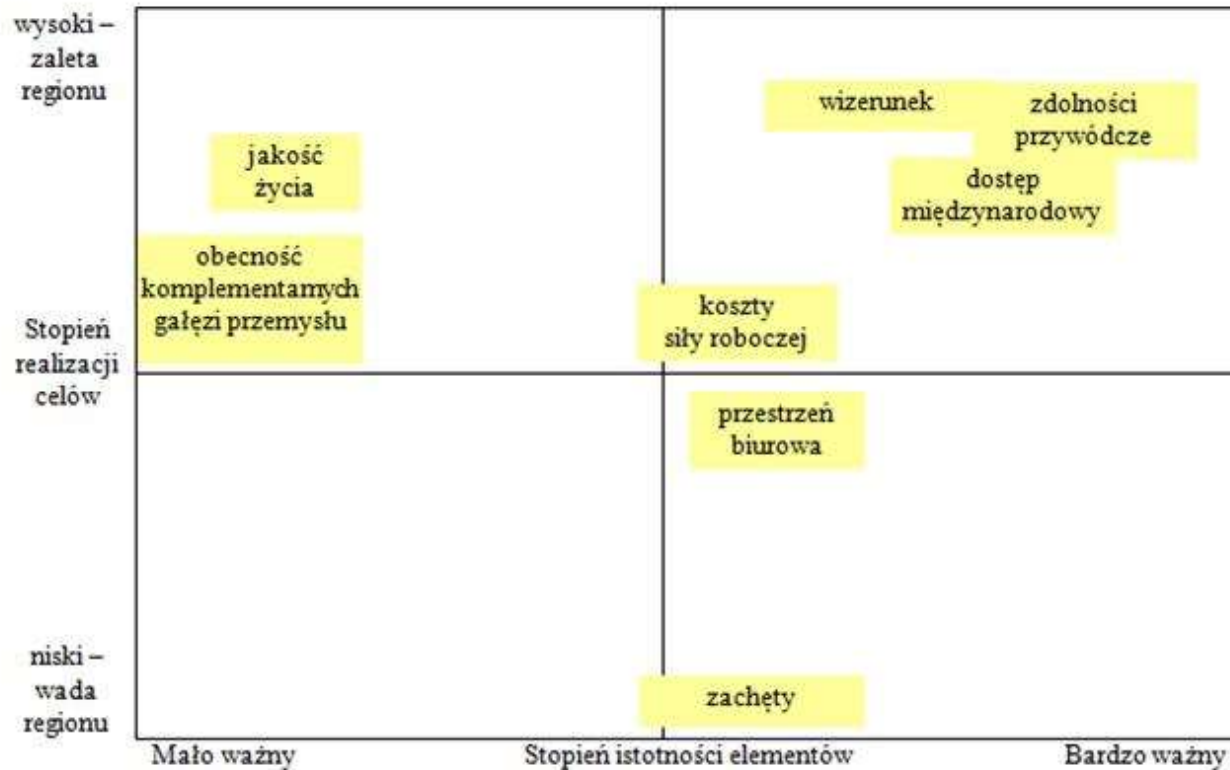 wysoki –
zaleta
regionu
wizerunek
zdolności
przywódcze
jakość
życia
dostęp
międzynarodowy
obecność
komplementarnych
gałęzi przemysłu
koszty
siły roboczej
Stopień
realizacji
celów
przestrzeń
biurowa
niski –
wada
regionu
zachęty
Mało ważny
Stopień istotności elementów
Bardzo ważny